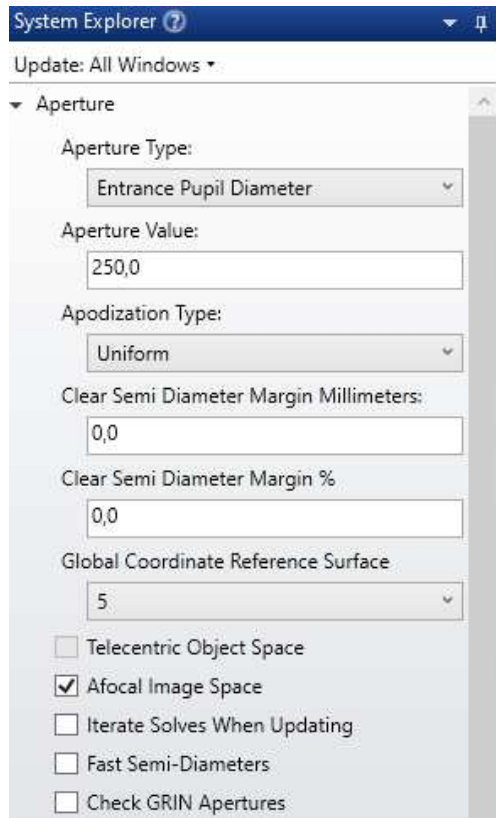 System Explorer ?
Update: All Windows
Aperture
Aperture Type:
Entrance Pupil Diameter
Aperture Value:
250,0
Apodization Type:
Uniform
Clear Semi Diameter Margin Millimeters:
0,0
Clear Semi Diameter Margin %
0,0
Global Coordinate Reference Surface
5
Telecentric Object Space
Afocal Image Space
Iterate Solves When Updating
Fast Semi-Diameters
Check GRIN Apertures